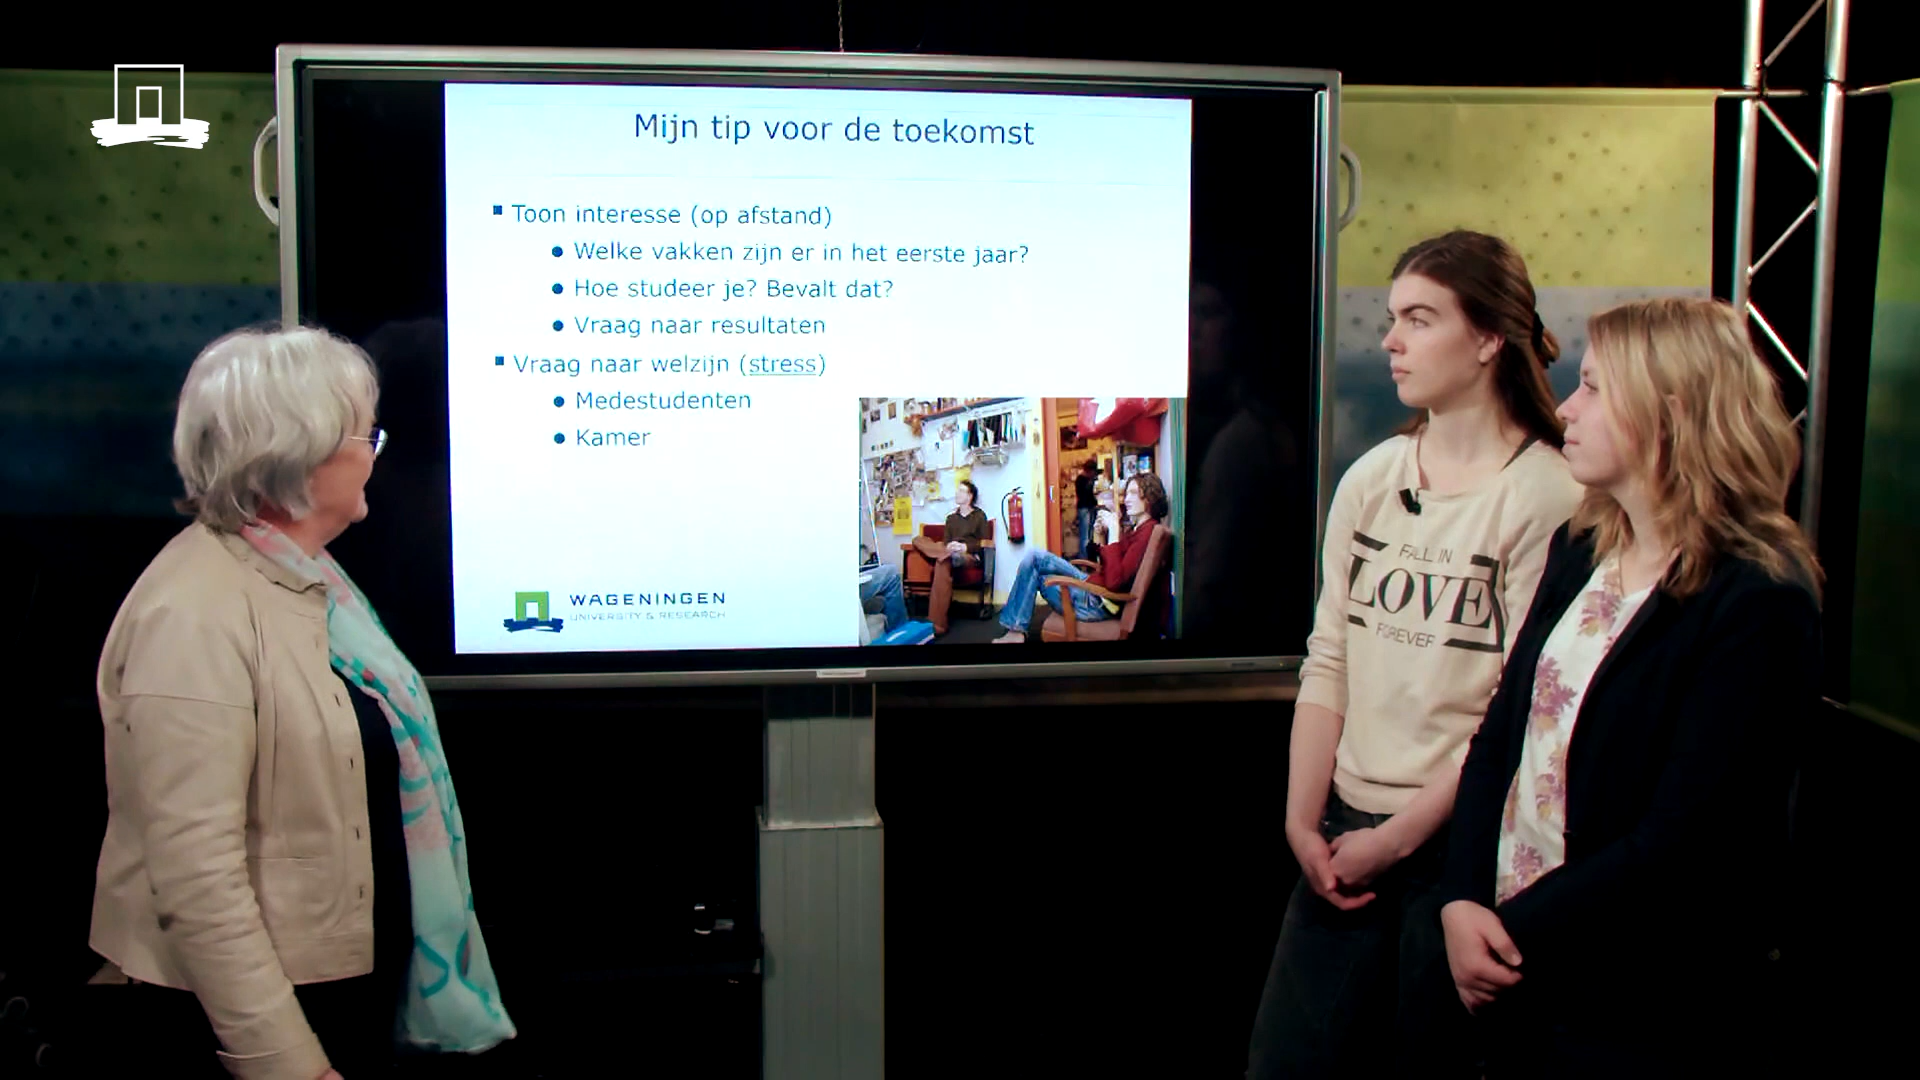 Mijn tip voor de toekomst
Toon interesse (op afstand)
Welke vakken zijn er in het eerste jaar?
Hoe studeer je? Bevalt dat?
Vraag naar resultaten
Vraag naar welzijn (stress)
Medestudenten
Kamer
WAGENINGEN
UNIVERSITY & RESEARCH
FALL IN
LOVE
FOREVER